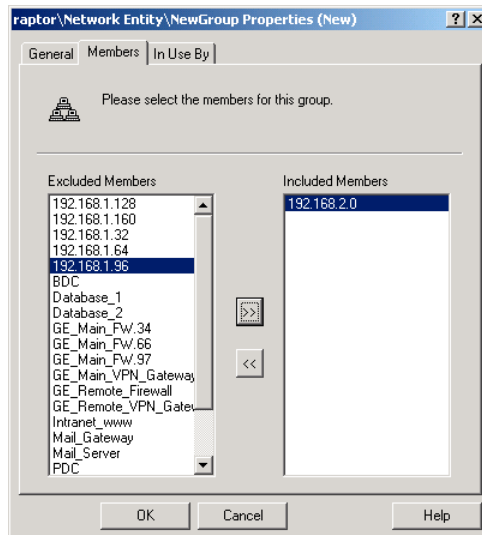 raptor\Network Entity\NewGroup Properties (New)
General Members In Use By
Please select the members for this group.
Excluded Members
192.168.1.128
192.168.1.160
192.168.1.32
192.168.1.64
192.168.1.96
BDC
Database_1
Database_2
GE_Main_FW.34
GE_Main_FW.66
GE_Main_FW.97
GE_Main_VPN_Gateway
GE_Remote_Firewall
GE_Remote_VPN_Gatew
Intranet_www
Mail_Gateway
Mail_Server
PDC
>>
<<
Included Members
192.168.2.0
OK Cancel Help